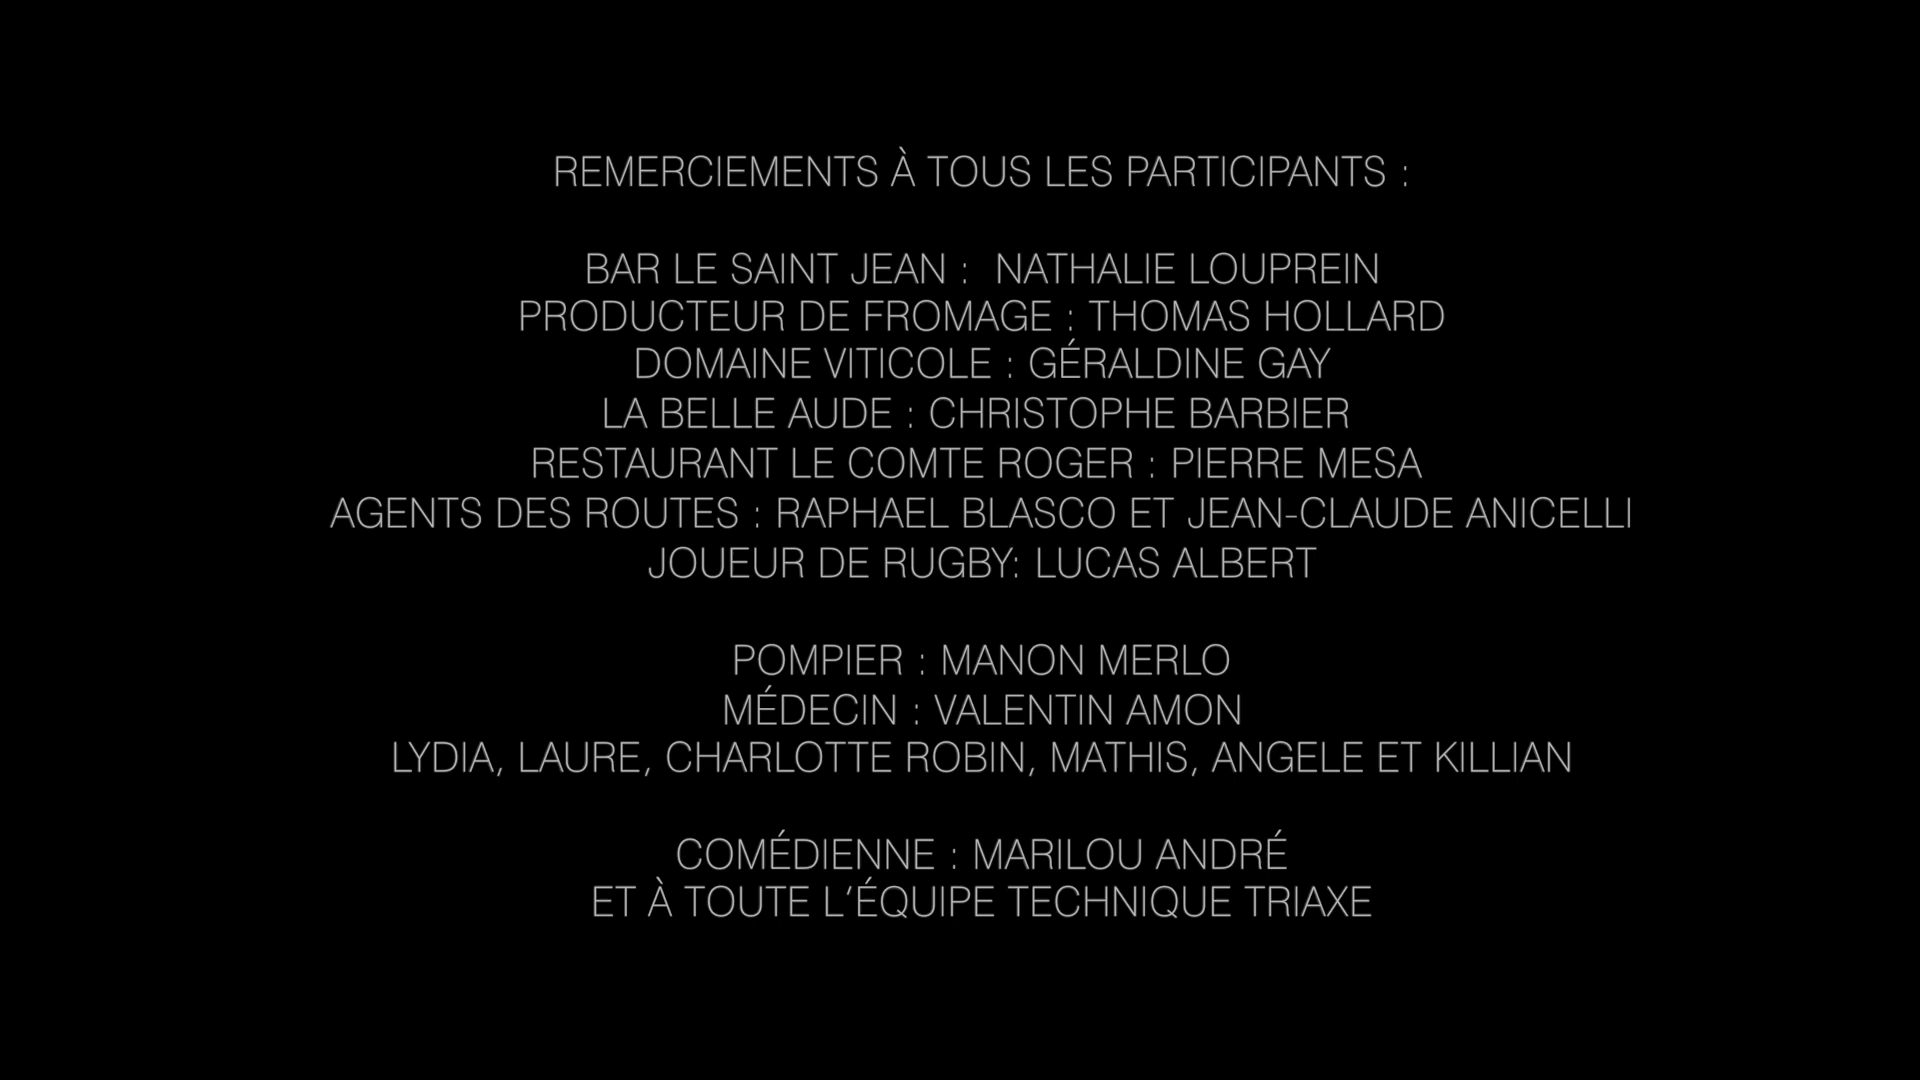 REMERCIEMENTS À TOUS LES PARTICIPANTS :
BAR LE SAINT JEAN : NATHALIE LOUPREIN
PRODUCTEUR DE FROMAGE : THOMAS HOLLARD
DOMAINE VITICOLE : GÉRALDINE GAY
LA BELLE AUDE : CHRISTOPHE BARBIER
RESTAURANT LE COMTE ROGER : PIERRE MESA
AGENTS DES ROUTES : RAPHAEL BLASCO ET JEAN-CLAUDE ANICELLI
JOUEUR DE RUGBY: LUCAS ALBERT
POMPIER : MANON MERLO
MÉDECIN : VALENTIN AMON
LYDIA, LAURE, CHARLOTTE ROBIN, MATHIS, ANGELE ET KILLIAN
COMÉDIENNE : MARILOU ANDRÉ
ET À TOUTE L’ÉQUIPE TECHNIQUE TRIAXE